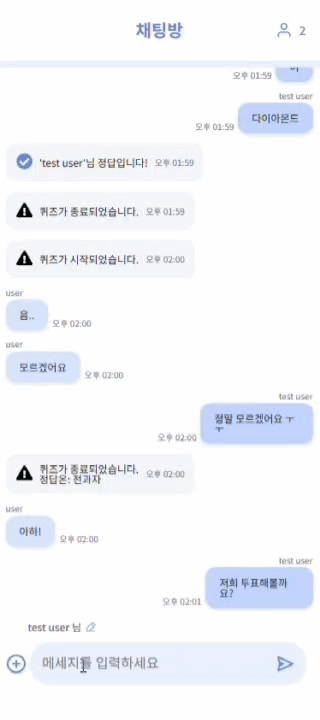 채팅방
2
오후 01:59
test user
다이아몬드
오후 01:59
'test user'님 정답입니다! 오후 01:59
퀴즈가 종료되었습니다. 오후 01:59
퀴즈가 시작되었습니다. 오후 02:00
user
음..
오후 02:00
user
모르겠어요
오후 02:00
test user
정말 모르겠어요 ㅜ
ㅜ
오후 02:00
퀴즈가 종료되었습니다.
정답은: 전과자
오후 02:00
user
아하!
오후 02:00
test user
저희 투표해볼까
요?
오후 02:01
test user 님
메세지를 입력하세요